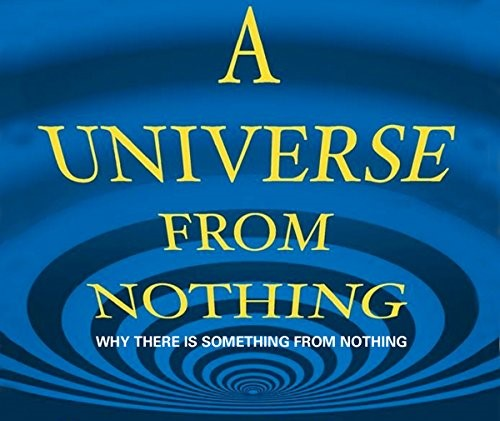 A
UNIVERSE
FROM
NOTHING
WHY THERE IS SOMETHING FROM NOTHING